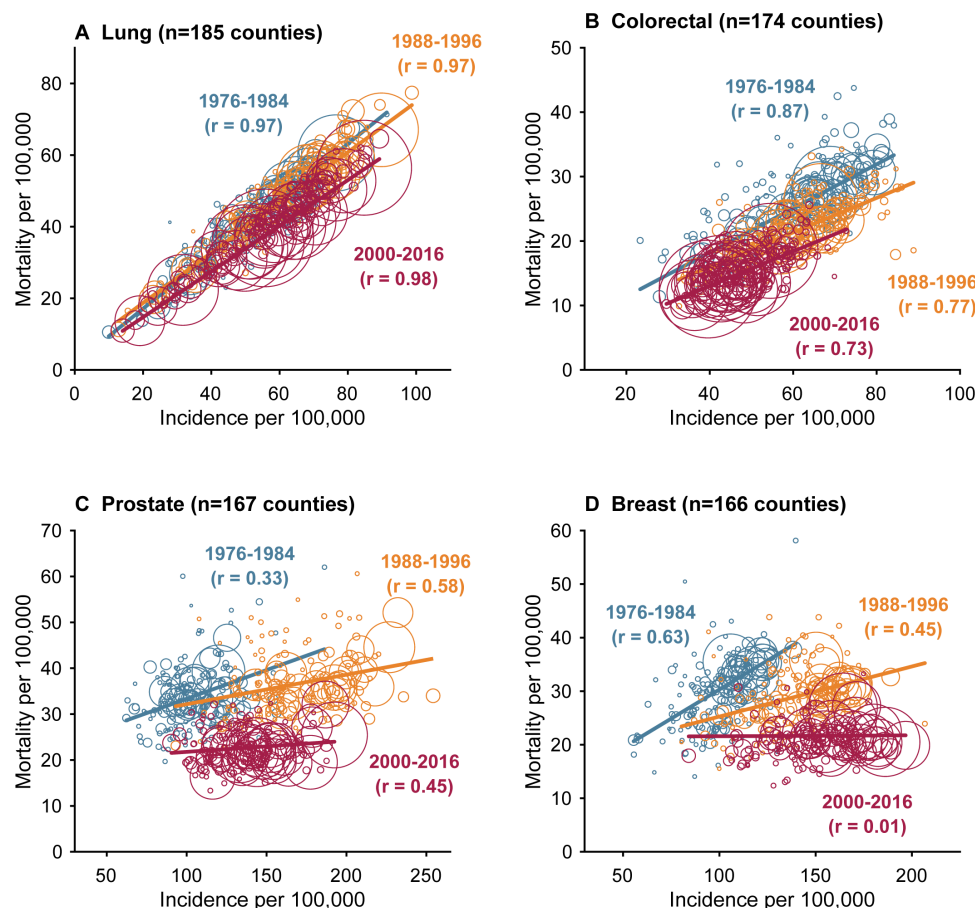 A Lung (n=185 counties)
1988-1996
(r = 0.97)
1976-1984
(r = 0.97)
2000-2016
(r = 0.98)
Mortality per 100,000
80
60
40
20
0
0 20 40 60 80 100
Incidence per 100,000
B Colorectal (n=174 counties)
1976-1984
(r = 0.87)
1988-1996
(r = 0.77)
2000-2016
(r = 0.73)
Mortality per 100,000
50
40
30
20
10
0
20 40 60 80 100
Incidence per 100,000
C Prostate (n=167 counties)
1976-1984
(r = 0.33)
1988-1996
(r = 0.58)
2000-2016
(r = 0.45)
Mortality per 100,000
70
60
50
40
30
20
10
0
50 100 150 200 250
Incidence per 100,000
D Breast (n=166 counties)
1976-1984
(r = 0.63)
1988-1996
(r = 0.45)
2000-2016
(r = 0.01)
Mortality per 100,000
60
50
40
30
20
10
0
50 100 150 200
Incidence per 100,000